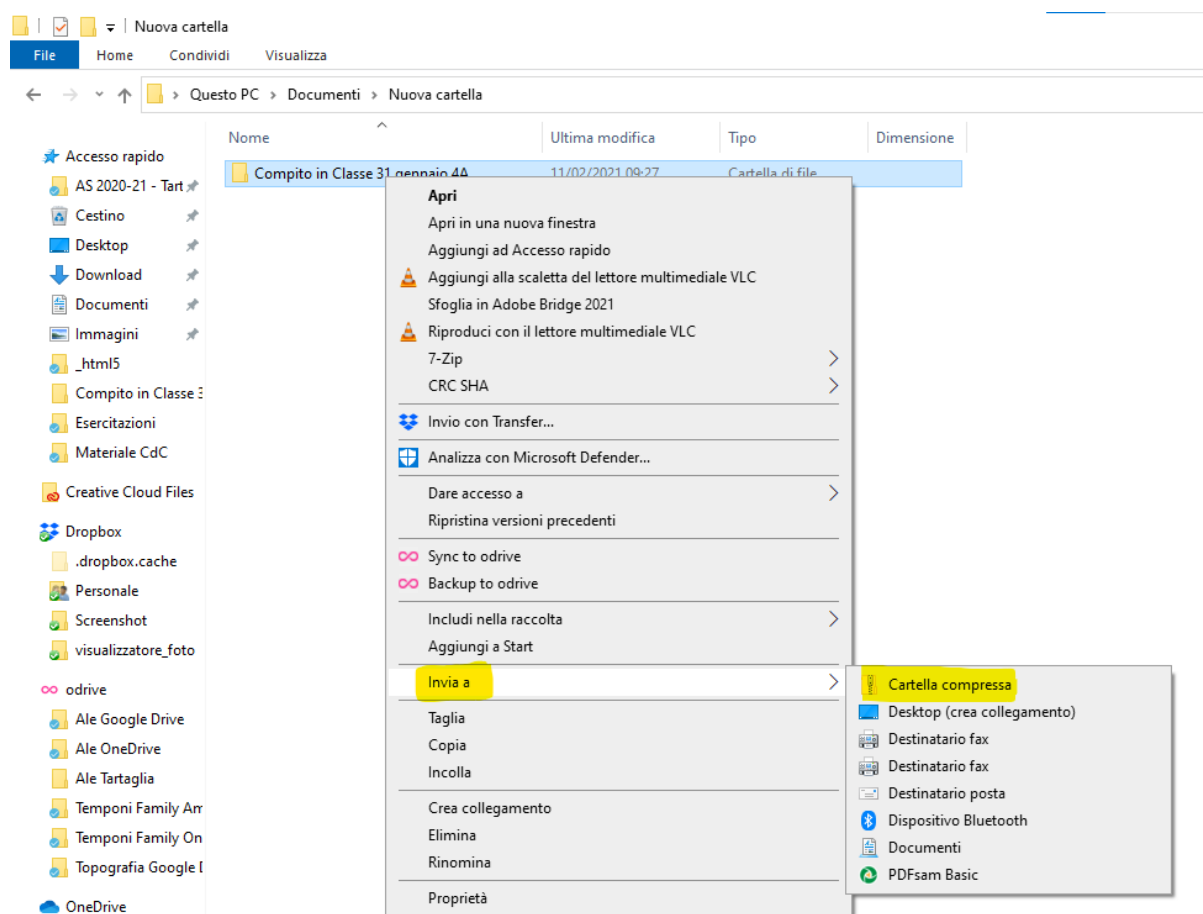 Nuova cartella
File Home Condividi Visualizza
Questo PC > Documenti > Nuova cartella
Nome Ultima modifica Tipo Dimensione
Compito in Classe 31 gennaio 4A 11/02/2021 09:27 Cartella di file
Accesso rapido
AS 2020-21 - Tart
Cestino
Desktop
Download
Documenti
Immagini
_html5
Compito in Classe 3
Esercitazioni
Materiale CdC
Creative Cloud Files
Dropbox
.dropbox.cache
Personale
Screenshot
visualizzatore_foto
odrive
Ale Google Drive
Ale OneDrive
Ale Tartaglia
Temponi Family Am
Temponi Family On
Topografia Google
OneDrive
Apri
Apri in una nuova finestra
Aggiungi ad Accesso rapido
Aggiungi alla scaletta del lettore multimediale VLC
Sfoglia in Adobe Bridge 2021
Riproduci con il lettore multimediale VLC
7-Zip
CRC SHA
Invio con Transfer...
Analizza con Microsoft Defender...
Dare accesso a
Ripristina versioni precedenti
Sync to odrive
Backup to odrive
Includi nella raccolta
Aggiungi a Start
Invia a
Taglia
Copia
Incolla
Crea collegamento
Elimina
Rinomina
Proprietà
Cartella compressa
Desktop (crea collegamento)
Destinatario fax
Destinatario fax
Destinatario posta
Dispositivo Bluetooth
Documenti
PDFsam Basic